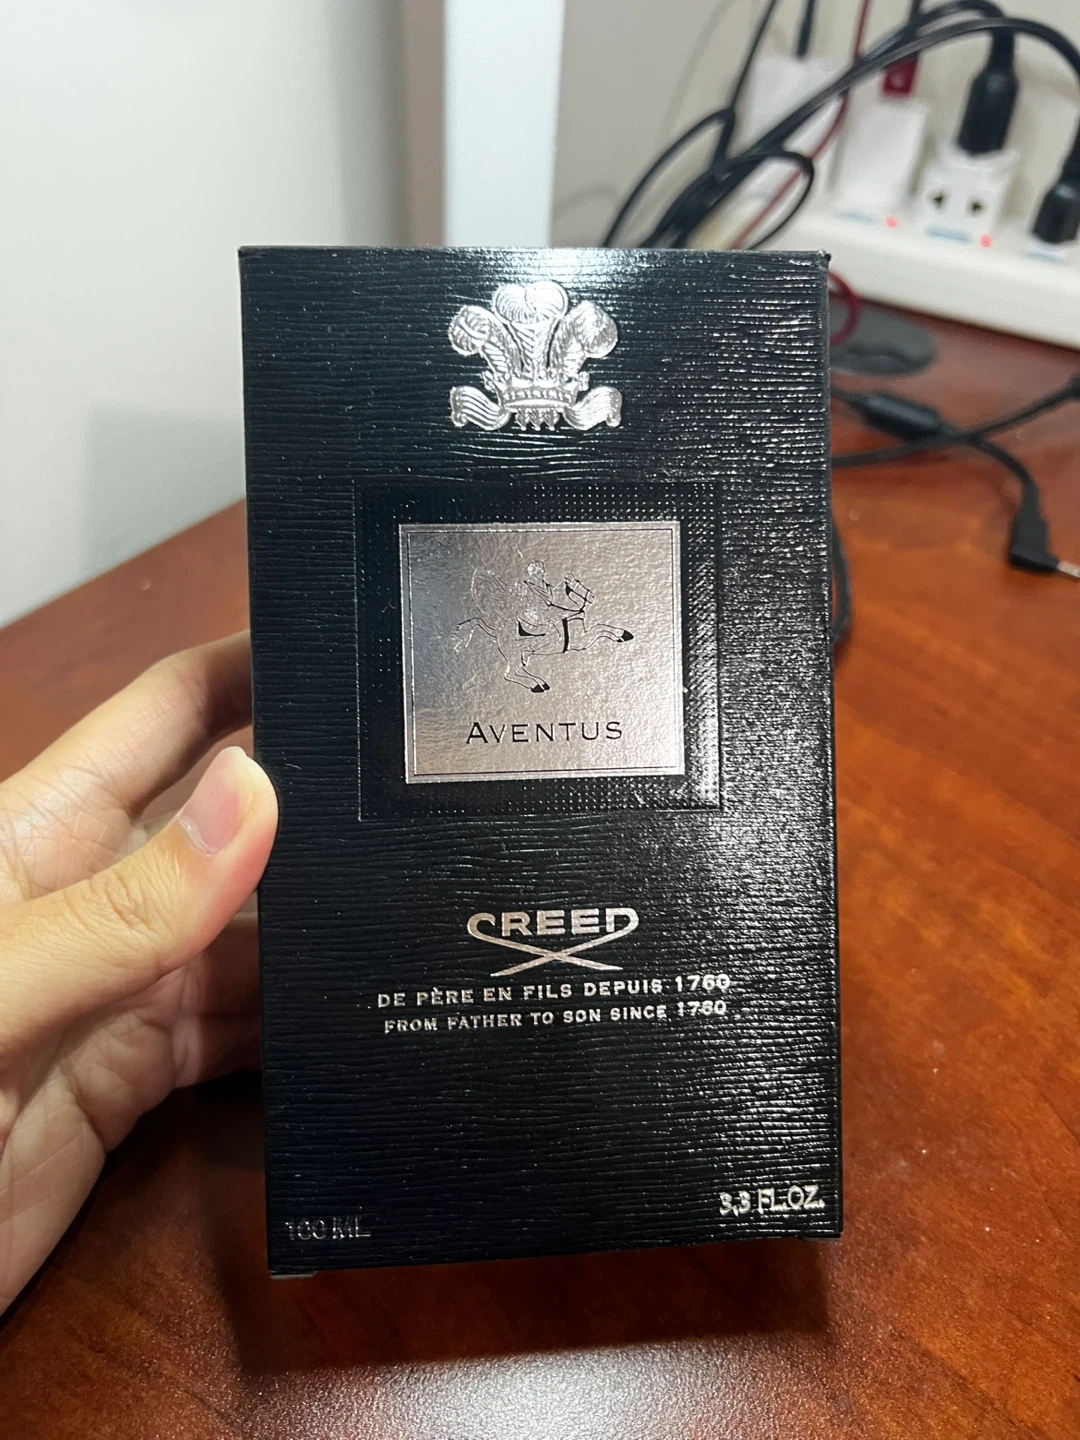 AVENTUS
CREED
DE PÈRE EN FILS DEPUIS 1760
FROM FATHER TO SON SINCE 1760
3.3 FL.OZ.
100 ML